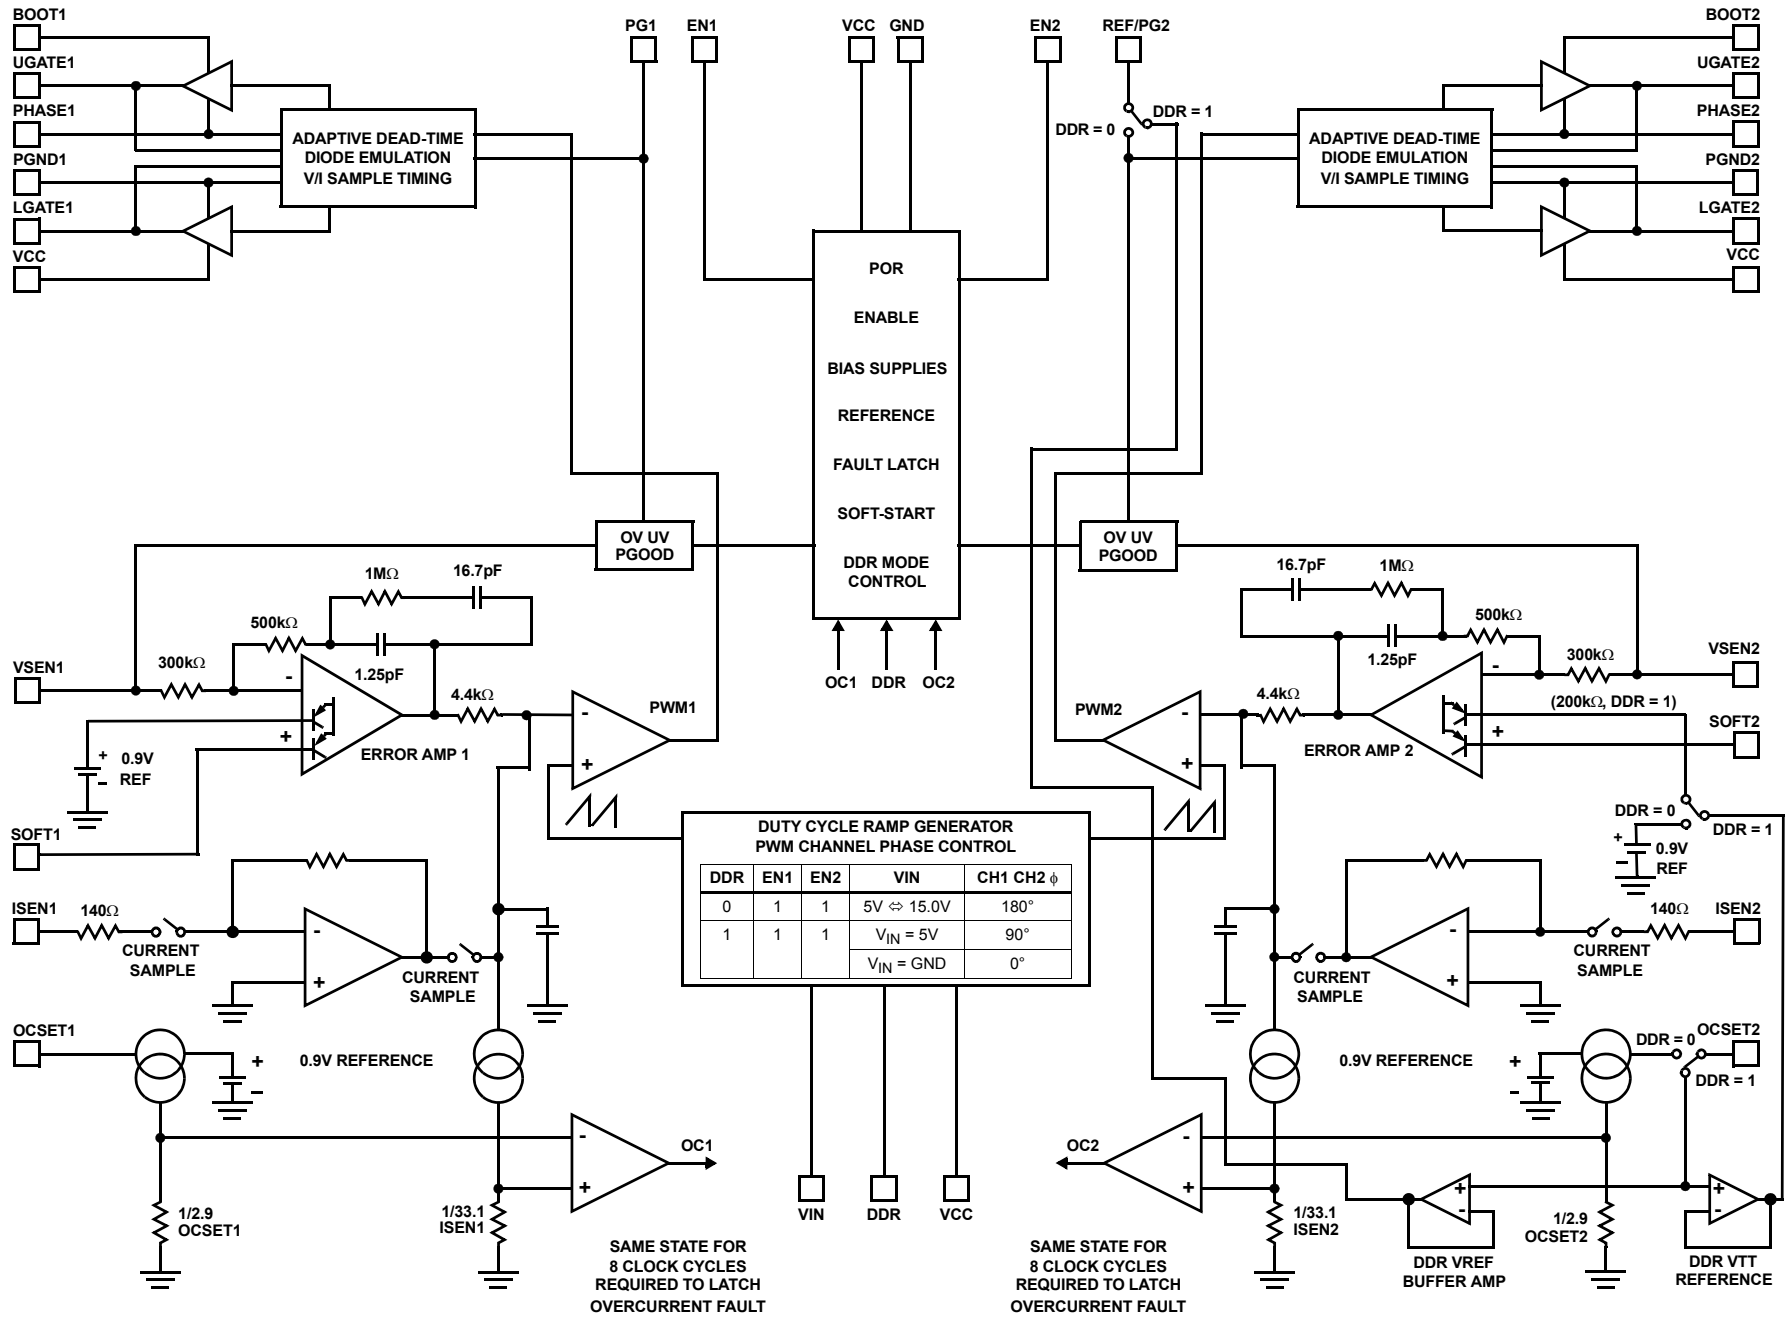 BOOT1
UGATE1
PHASE1
PGND1
LGATE1
VCC
ADAPTIVE DEAD-TIME
DIODE EMULATION
V/I SAMPLE TIMING
PG1
EN1
VCC
GND
EN2
REF/PG2
DDR = 1
DDR = 0
BOOT2
UGATE2
PHASE2
PGND2
LGATE2
VCC
ADAPTIVE DEAD-TIME
DIODE EMULATION
V/I SAMPLE TIMING
POR
ENABLE
BIAS SUPPLIES
REFERENCE
FAULT LATCH
SOFT-START
DDR MODE
CONTROL
OC1
DDR
OC2
OV UV
PGOOD
OV UV
PGOOD
1MΩ
16.7pF
500kΩ
1.25pF
VSEN1
300kΩ
-
+
4.4kΩ
ERROR AMP 1
+
-
0.9V
REF
SOFT1
PWM1
-
+
16.7pF
1MΩ
500kΩ
1.25pF
300kΩ
VSEN2
(200kΩ, DDR = 1)
SOFT2
-
+
4.4kΩ
ERROR AMP 2
PWM2
-
+
DDR = 0
DDR = 1
+
-
0.9V
REF
DUTY CYCLE RAMP GENERATOR
PWM CHANNEL PHASE CONTROL
DDR EN1 EN2 VIN CH1 CH2 ϕ
0 1 1 5V ⇔ 15.0V 180°
1 1 1 VIN = 5V 90°
VIN = GND 0°
VIN
DDR
VCC
ISEN1
140Ω
CURRENT
SAMPLE
-
+
CURRENT
SAMPLE
OCSET1
+
-
0.9V REFERENCE
1/2.9
OCSET1
1/33.1
ISEN1
-
+
OC1
SAME STATE FOR
8 CLOCK CYCLES
REQUIRED TO LATCH
OVERCURRENT FAULT
ISEN2
140Ω
CURRENT
SAMPLE
-
+
CURRENT
SAMPLE
0.9V REFERENCE
+
-
DDR = 0
OCSET2
DDR = 1
OC2
-
+
1/33.1
ISEN2
SAME STATE FOR
8 CLOCK CYCLES
REQUIRED TO LATCH
OVERCURRENT FAULT
+
-
DDR VREF
BUFFER AMP
1/2.9
OCSET2
+
-
DDR VTT
REFERENCE